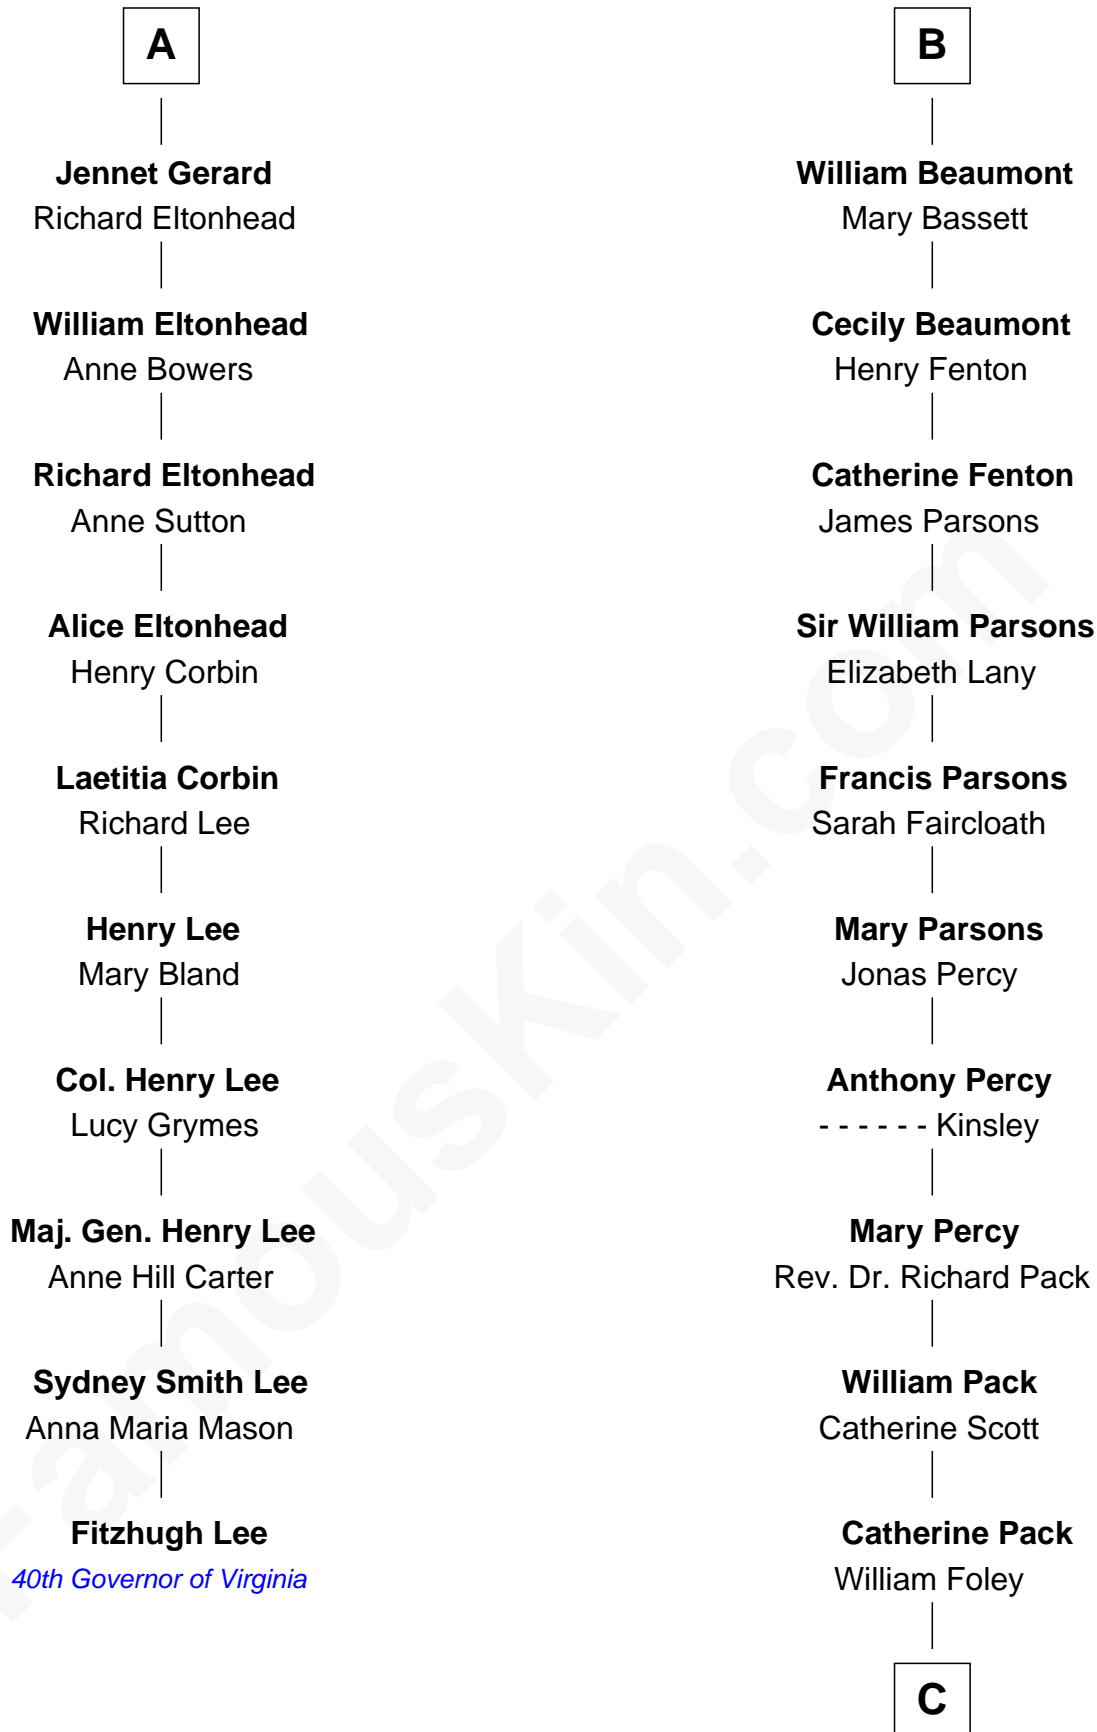 A
Jennet Gerard
Richard Eltonhead
William Eltonhead
Anne Bowers
Richard Eltonhead
Anne Sutton
Alice Eltonhead
Henry Corbin
Laetitia Corbin
Richard Lee
Henry Lee
Mary Bland
Col. Henry Lee
Lucy Grymes
Maj. Gen. Henry Lee
Anne Hill Carter
Sydney Smith Lee
Anna Maria Mason
Fitzhugh Lee
40th Governor of Virginia
B
William Beaumont
Mary Bassett
Cecily Beaumont
Henry Fenton
Catherine Fenton
James Parsons
Sir William Parsons
Elizabeth Lany
Francis Parsons
Sarah Faircloath
Mary Parsons
Jonas Percy
Anthony Percy
- - - - - - Kinsley
Mary Percy
Rev. Dr. Richard Pack
William Pack
Catherine Scott
Catherine Pack
William Foley
C
FamousKin.com